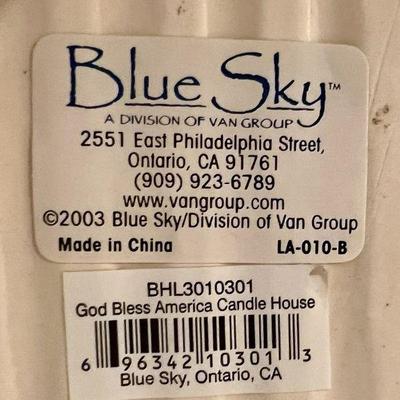 Blue Sky™
A DIVISION OF VAN GROUP
2551 East Philadelphia Street,
Ontario, CA 91761
(909) 923-6789
www.vangroup.com
©2003 Blue Sky/Division of Van Group
Made in China LA-010-B
BHL3010301
God Bless America Candle House
6 96342 10301 3
Blue Sky, Ontario, CA